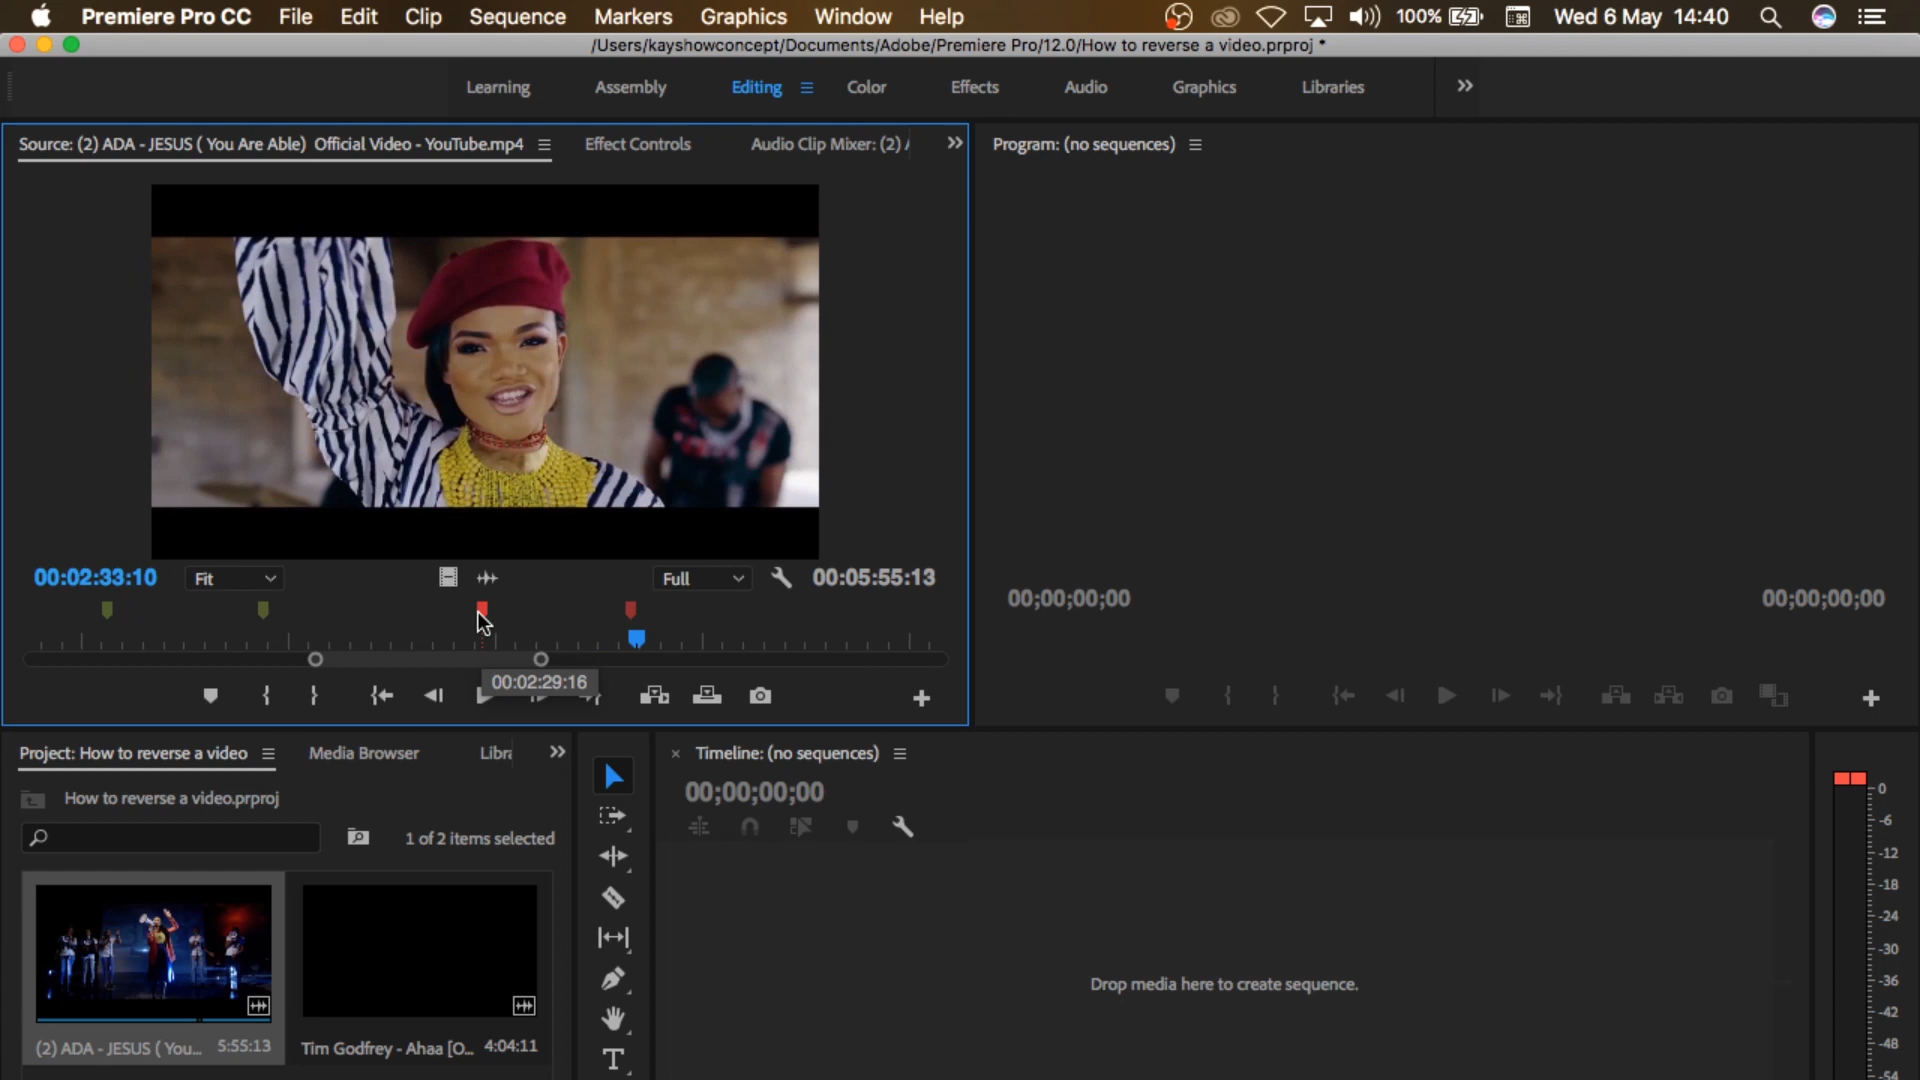 Premiere Pro CC File Edit Clip Sequence Markers Graphics Window Help 100% Wed 6 May 14:40
/Users/kayshowconcept/Documents/Adobe/Premiere Pro/12.0/How to reverse a video.prproj *
Learning Assembly Editing Color Effects Audio Graphics Libraries
Source: (2) ADA - JESUS ( You Are Able) Official Video - YouTube.mp4 Effect Controls Audio Clip Mixer: (2) Program: (no sequences)
00:02:33:10 Fit Full 00:05:55:13
00;00;00;00 00;00;00;00
00:02:29:16
Project: How to reverse a video Media Browser Libra Timeline: (no sequences)
How to reverse a video.prproj 00;00;00;00
1 of 2 items selected
Drop media here to create sequence.
(2) ADA - JESUS ( You... 5:55:13 Tim Godfrey - Ahaa [O... 4:04:11
0
-6
-12
-18
-24
-30
-36
-42
-48
-54